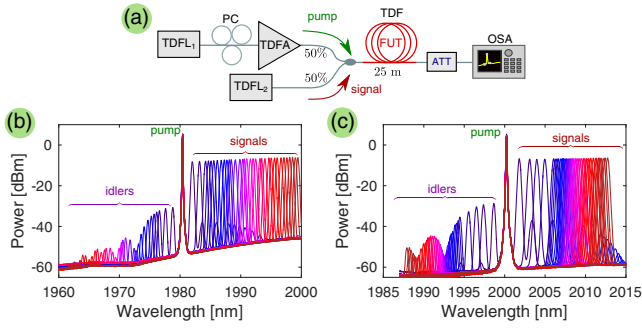 (a)
PC
pump
TDF
TDFL1
TDFA
50%
FUT
ATT
OSA
50%
25 m
TDFL2
signal
(b)
pump
signals
idlers
0
-20
-40
-60
Power [dBm]
1960 1970 1980 1990 2000
Wavelength [nm]
(c)
pump
signals
idlers
0
-20
-40
-60
Power [dBm]
1985 1990 1995 2000 2005 2010 2015
Wavelength [nm]